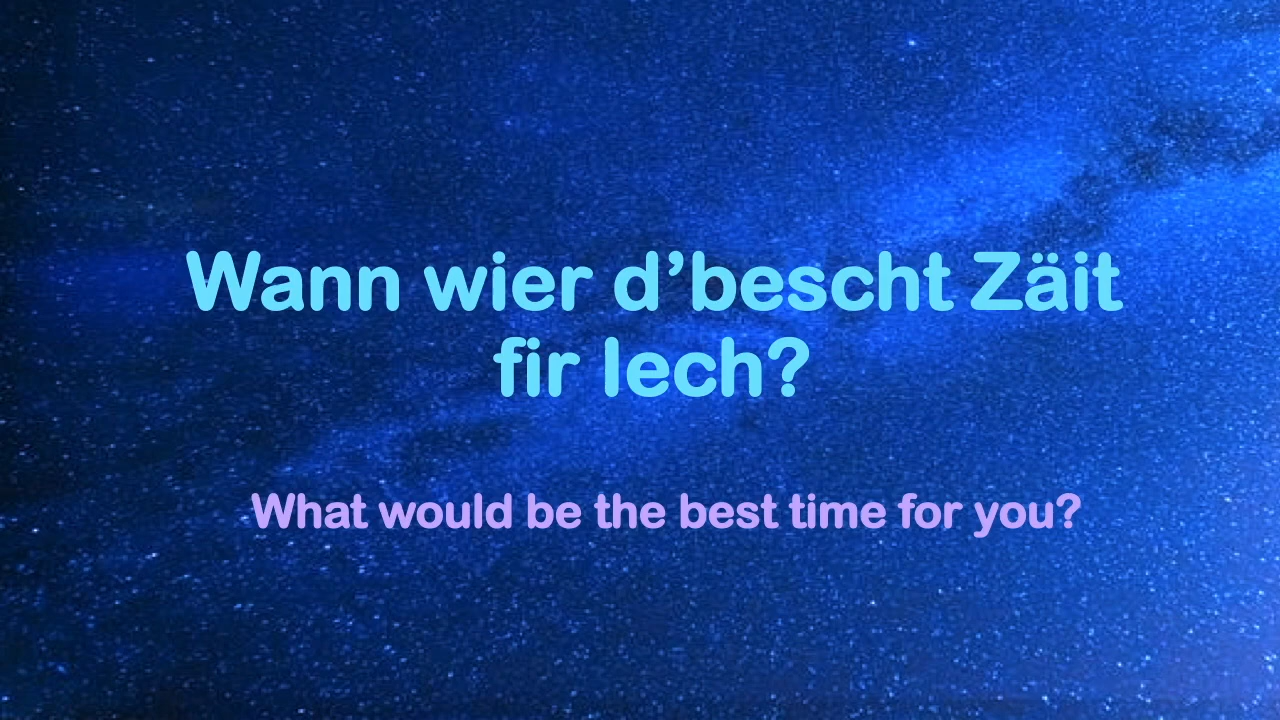 Wann wier d’bescht Zäit
fir Iech?
What would be the best time for you?